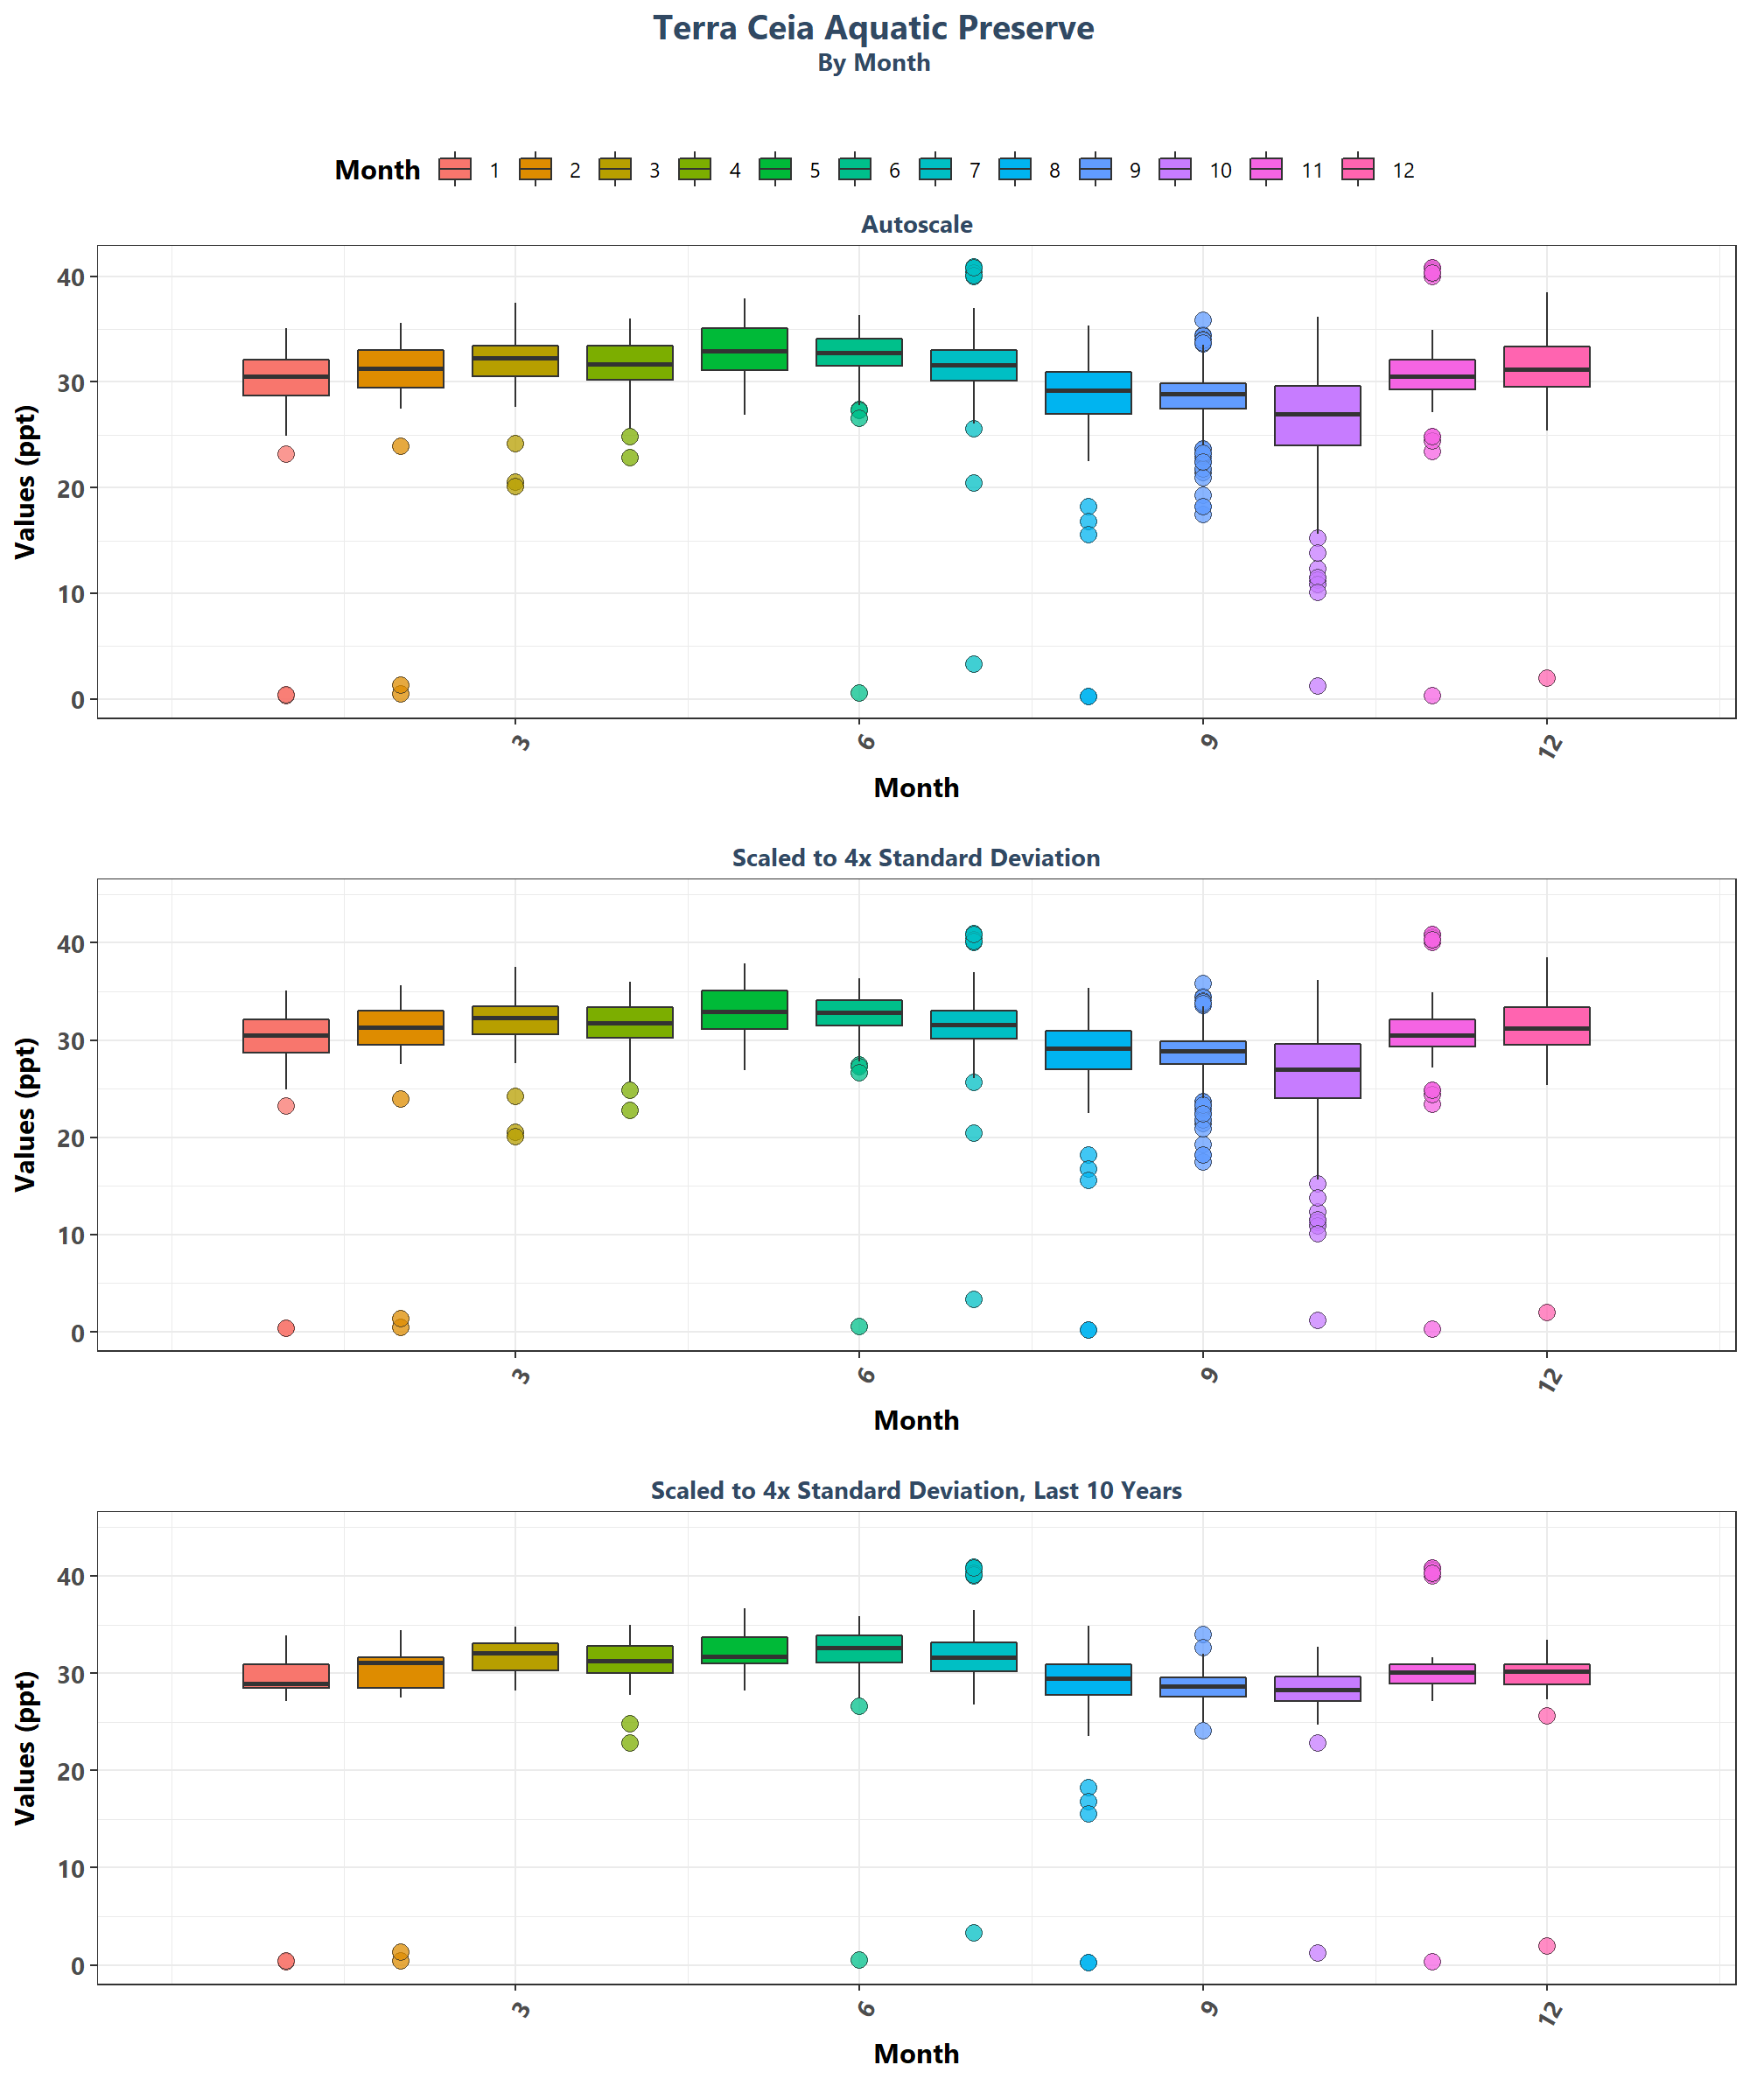 Terra Ceia Aquatic Preserve
By Month
Month 1 2 3 4 5 6 7 8 9 10 11 12
Autoscale
Values (ppt)
40
30
20
10
0
3 6 9 12
Month
Scaled to 4x Standard Deviation
Values (ppt)
40
30
20
10
0
3 6 9 12
Month
Scaled to 4x Standard Deviation, Last 10 Years
Values (ppt)
40
30
20
10
0
3 6 9 12
Month